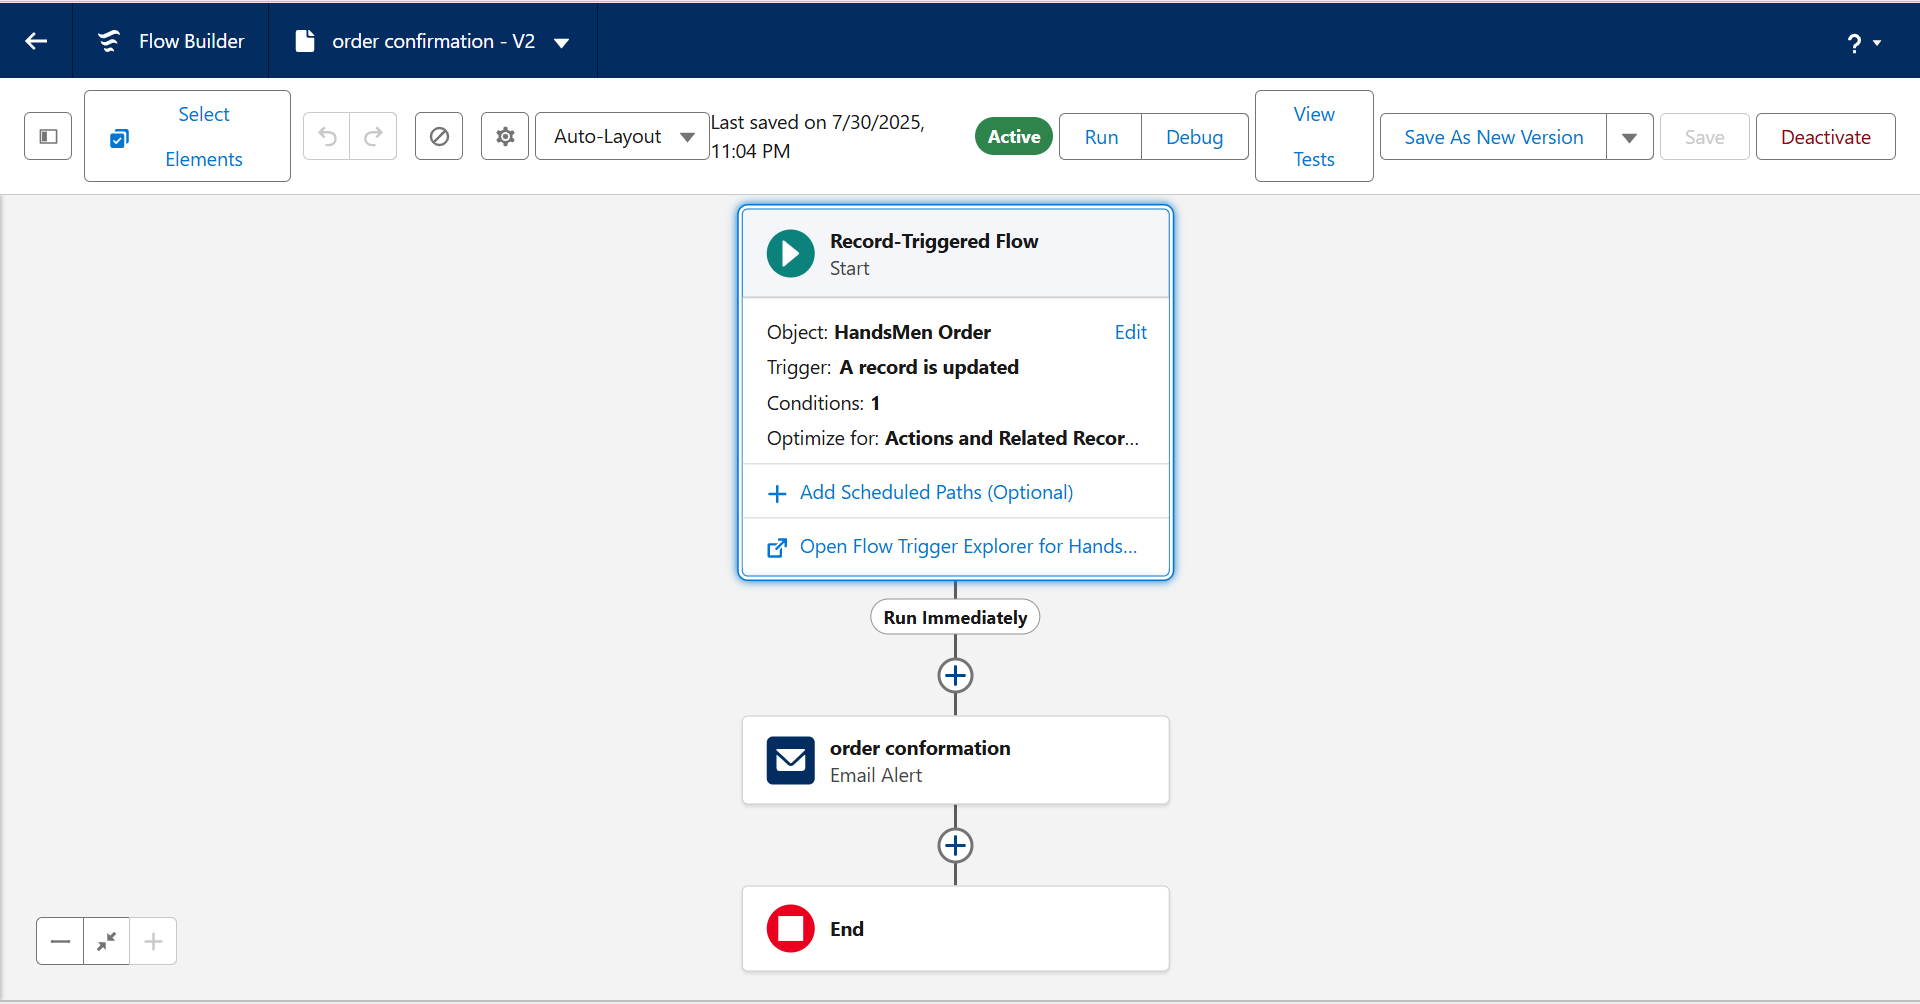 Flow Builder
order confirmation - V2
?
Select
Elements
Auto-Layout
Last saved on 7/30/2025,
11:04 PM
Active
Run
Debug
View
Tests
Save As New Version
Save
Deactivate
Record-Triggered Flow
Start
Object: HandsMen Order
Edit
Trigger: A record is updated
Conditions: 1
Optimize for: Actions and Related Recor...
Add Scheduled Paths (Optional)
Open Flow Trigger Explorer for Hands...
Run Immediately
order conformation
Email Alert
End